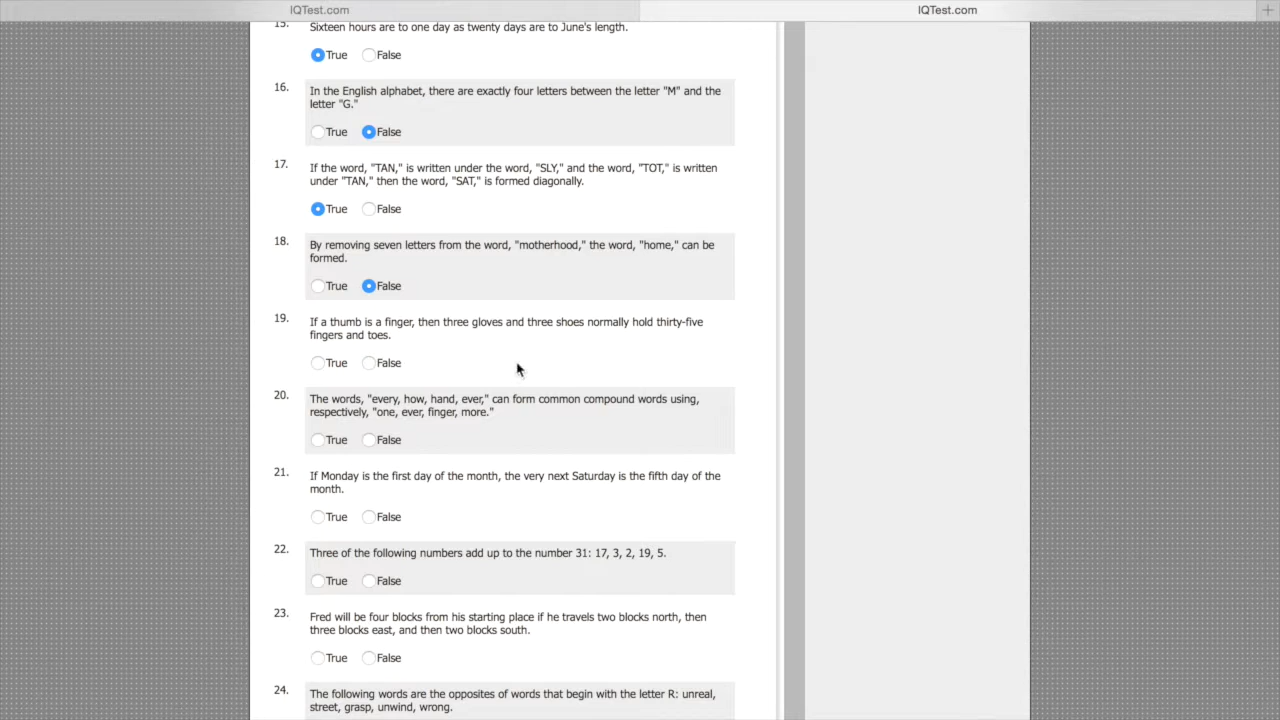 IQTest.com
IQTest.com
15.
Sixteen hours are to one day as twenty days are to June's length.
True False
16.
In the English alphabet, there are exactly four letters between the letter "M" and the
letter "G."
True False
17.
If the word, "TAN," is written under the word, "SLY," and the word, "TOT," is written
under "TAN," then the word, "SAT," is formed diagonally.
True False
18.
By removing seven letters from the word, "motherhood," the word, "home," can be
formed.
True False
19.
If a thumb is a finger, then three gloves and three shoes normally hold thirty-five
fingers and toes.
True False
20.
The words, "every, how, hand, ever," can form common compound words using,
respectively, "one, ever, finger, more."
True False
21.
If Monday is the first day of the month, the very next Saturday is the fifth day of the
month.
True False
22.
Three of the following numbers add up to the number 31: 17, 3, 2, 19, 5.
True False
23.
Fred will be four blocks from his starting place if he travels two blocks north, then
three blocks east, and then two blocks south.
True False
24.
The following words are the opposites of words that begin with the letter R: unreal,
street, grasp, unwind, wrong.